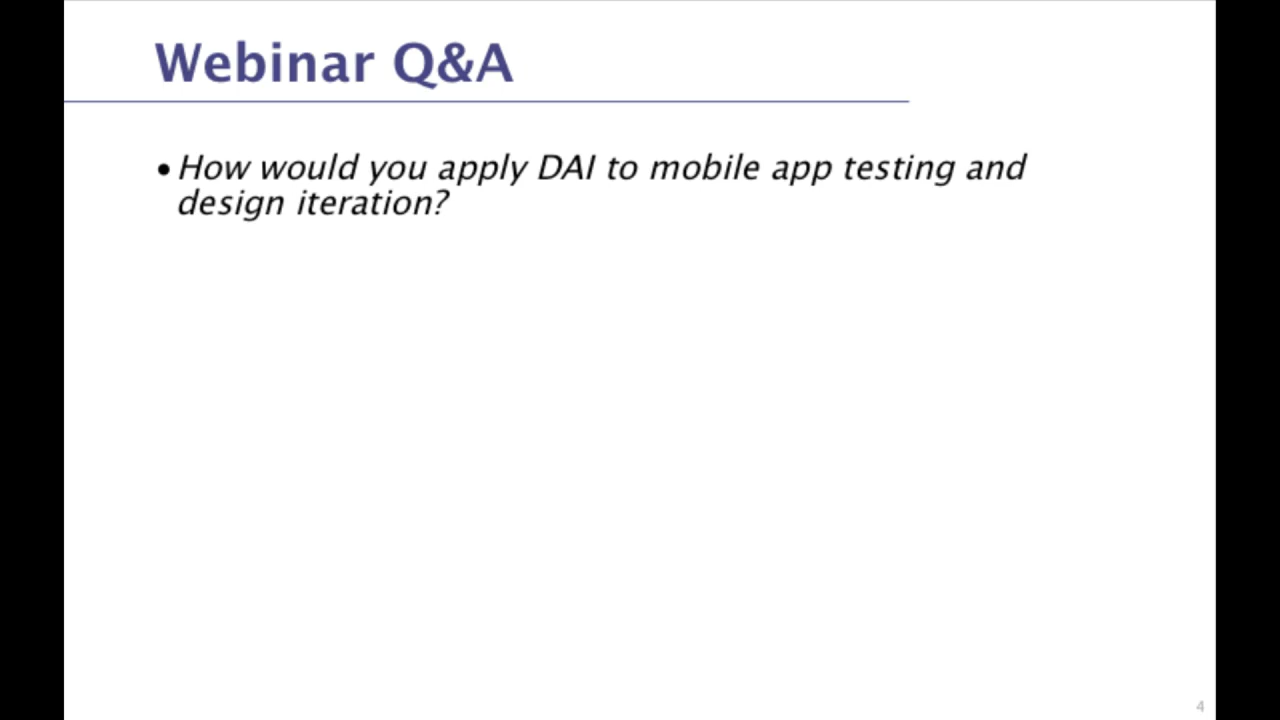 Webinar Q&A
• How would you apply DAI to mobile app testing and
design iteration?
4